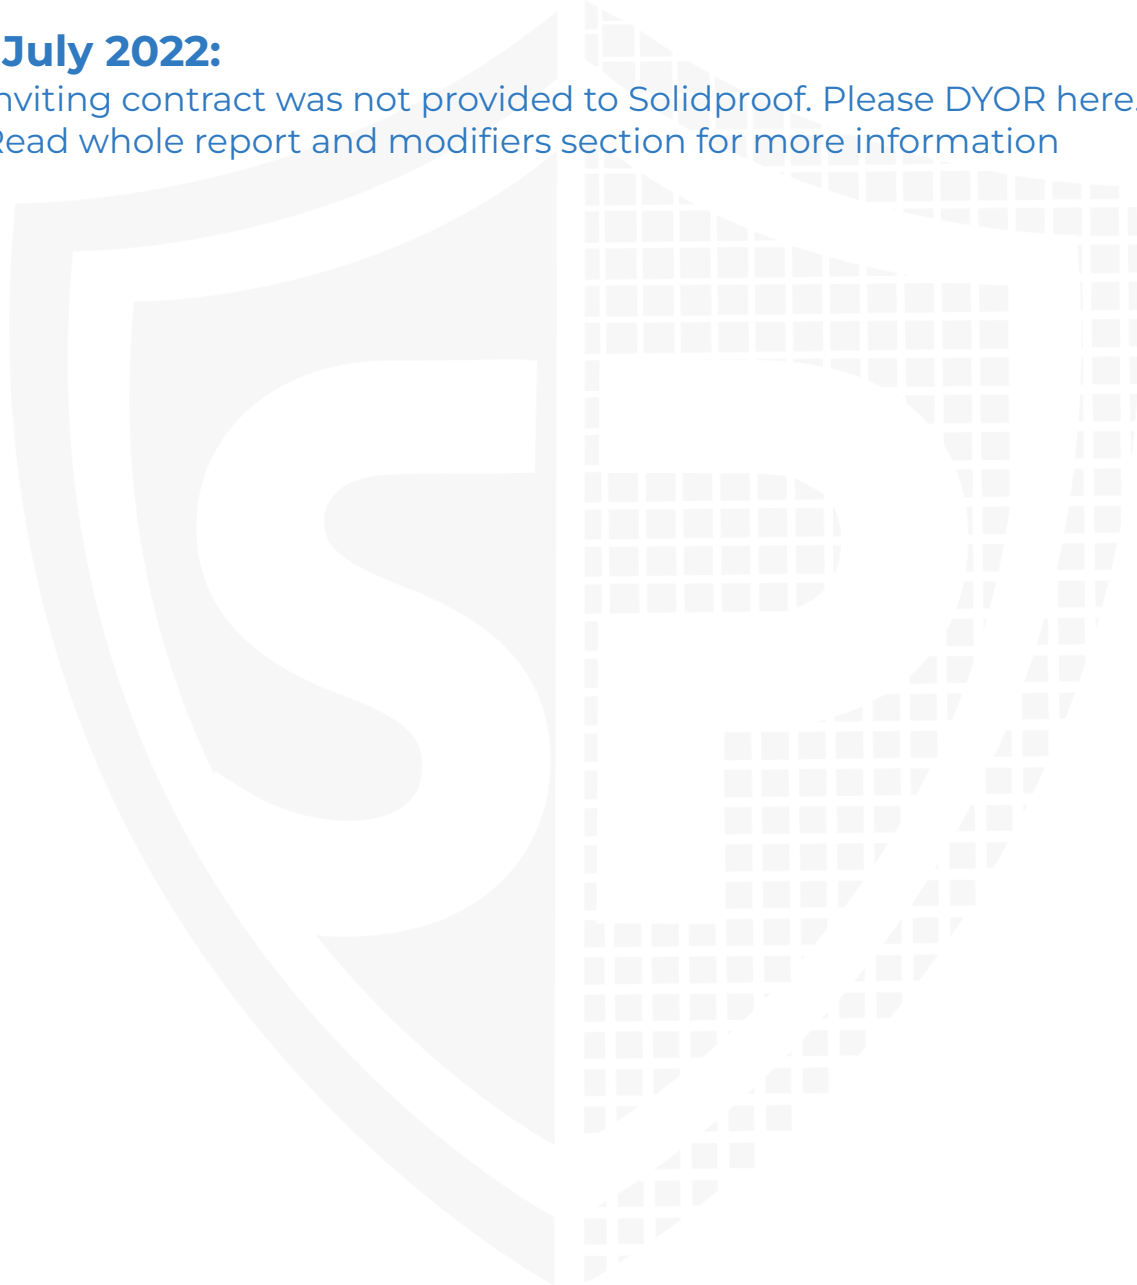 July 2022:
nviting contract was not provided to Solidproof. Please DYOR here.
Read whole report and modifiers section for more information
SP